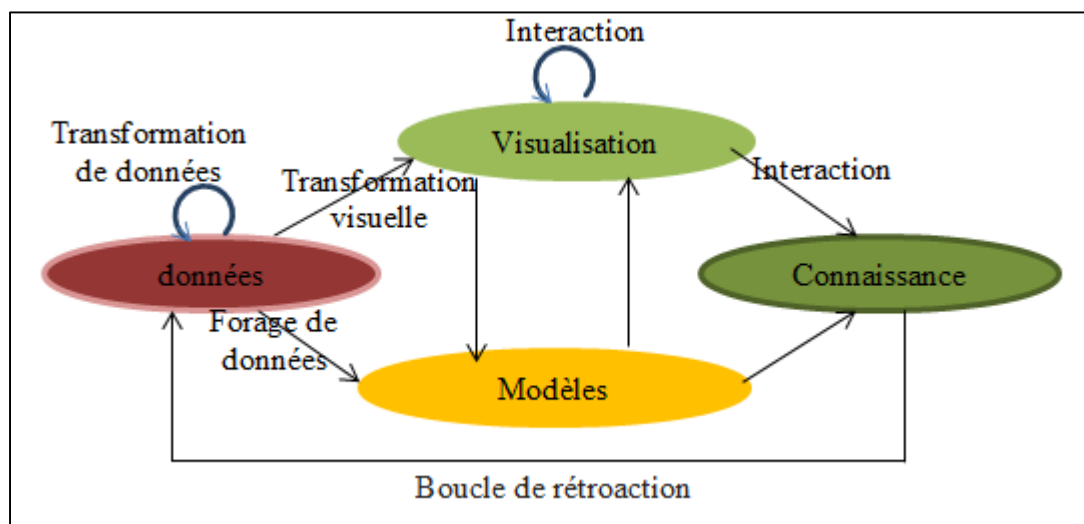 Interaction
Visualisation
Transformation
de données
Transformation
visuelle
Interaction
données
Connaissance
Forage de
données
Modèles
Boucle de rétroaction